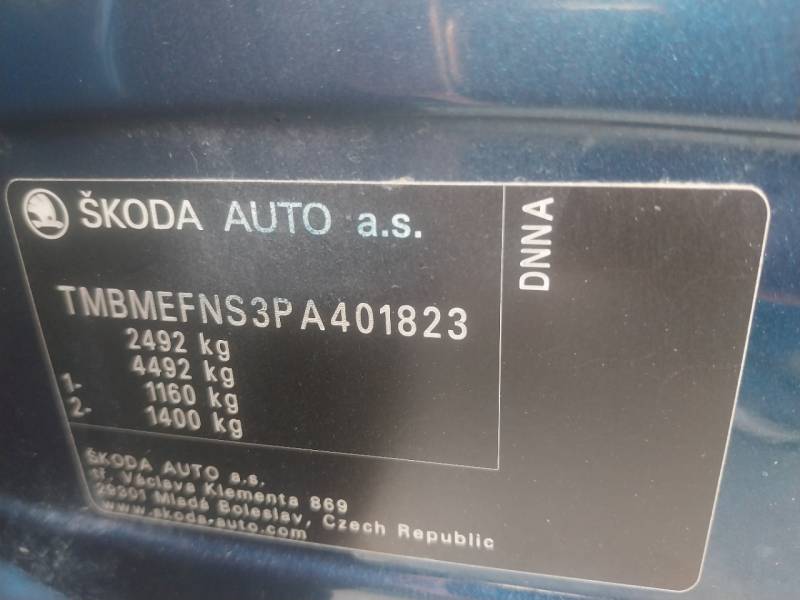 ŠKODA AUTO a.s.
DNNA
TMBMEFNS3PA401823
2492 kg
4492 kg
1- 1160 kg
2- 1400 kg
ŠKODA AUTO a.s.
tř. Václava Klementa 869
29301 Mladá Boleslav, Czech Republic
www.skoda-auto.com